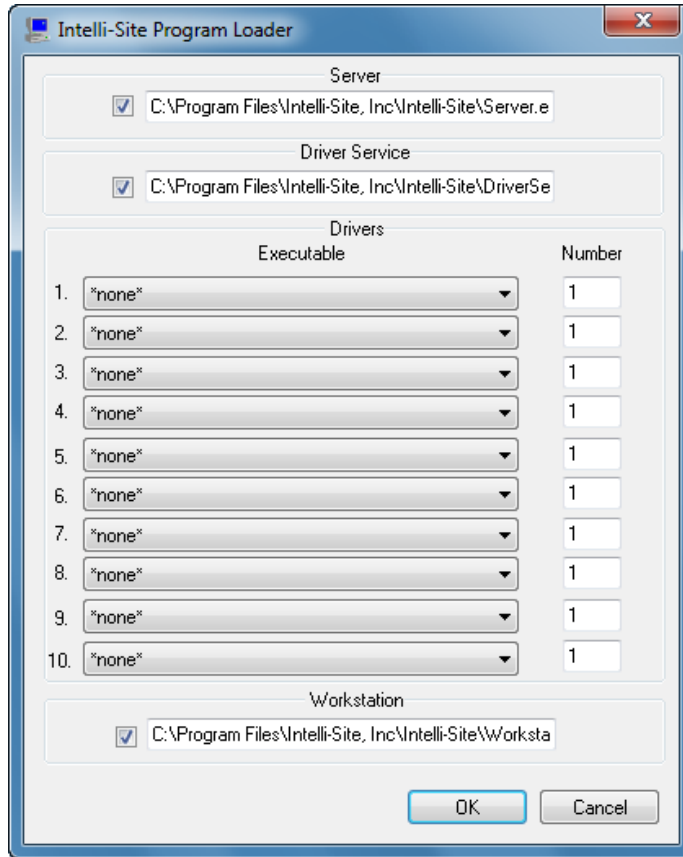 Intelli-Site Program Loader
Server
C:\Program Files\Intelli-Site, Inc\Intelli-Site\Server.e
Driver Service
C:\Program Files\Intelli-Site, Inc\Intelli-Site\DriverSe
Drivers
Executable Number
1. *none* 1
2. *none* 1
3. *none* 1
4. *none* 1
5. *none* 1
6. *none* 1
7. *none* 1
8. *none* 1
9. *none* 1
10. *none* 1
Workstation
C:\Program Files\Intelli-Site, Inc\Intelli-Site\Worksta
OK Cancel